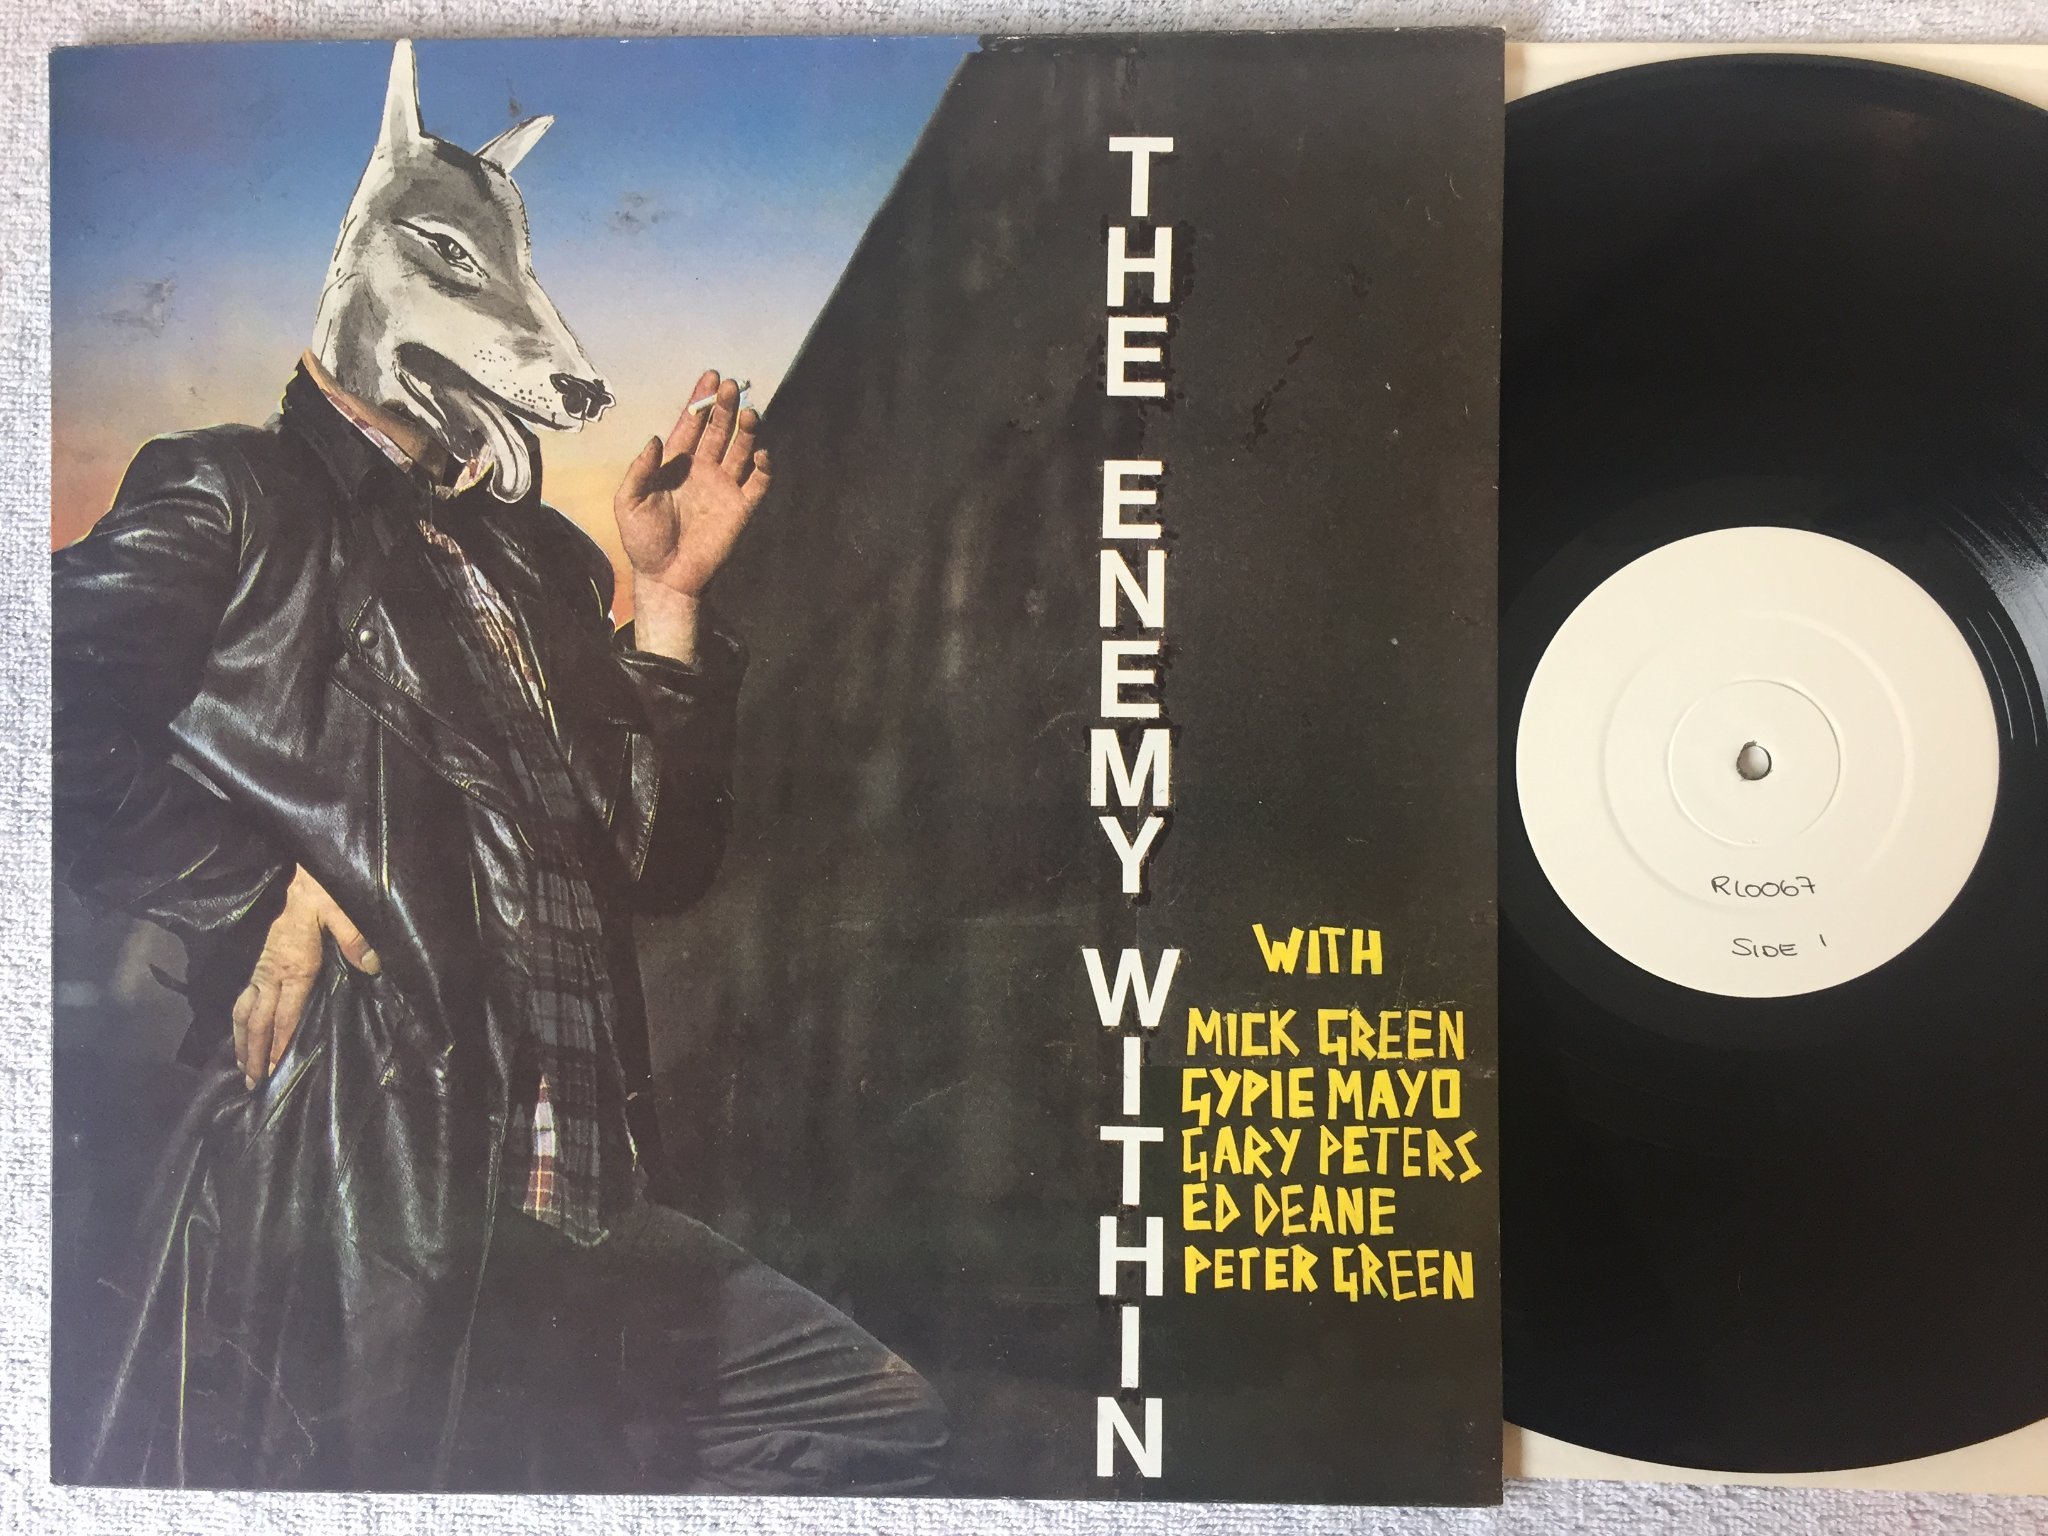 THE ENEMY WITHIN
WITH
MICK GREEN
GYPIE MAYO
GARY PETERS
ED DEANE
PETER GREEN
RL0067
SIDE 1